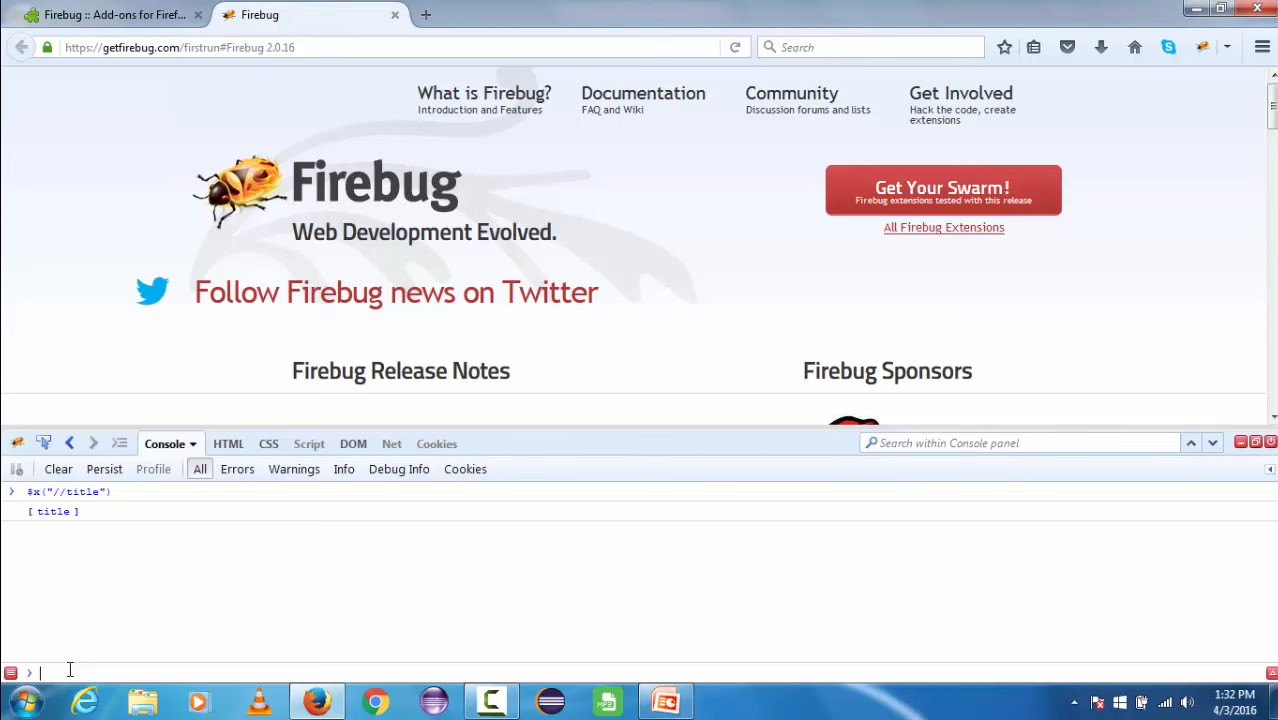 Firebug :: Add-ons for Firef...
Firebug
https://getfirebug.com/firstrun#Firebug 2.0.16
Search
What is Firebug?
Introduction and Features
Documentation
FAQ and Wiki
Community
Discussion forums and lists
Get Involved
Hack the code, create
extensions
Firebug
Web Development Evolved.
Get Your Swarm!
Firebug extensions tested with this release
All Firebug Extensions
Follow Firebug news on Twitter
Firebug Release Notes
Firebug Sponsors
Console
HTML
CSS
Script
DOM
Net
Cookies
Search within Console panel
Clear
Persist
Profile
All
Errors
Warnings
Info
Debug Info
Cookies
$x("//title")
[ title ]
1:32 PM
4/3/2016